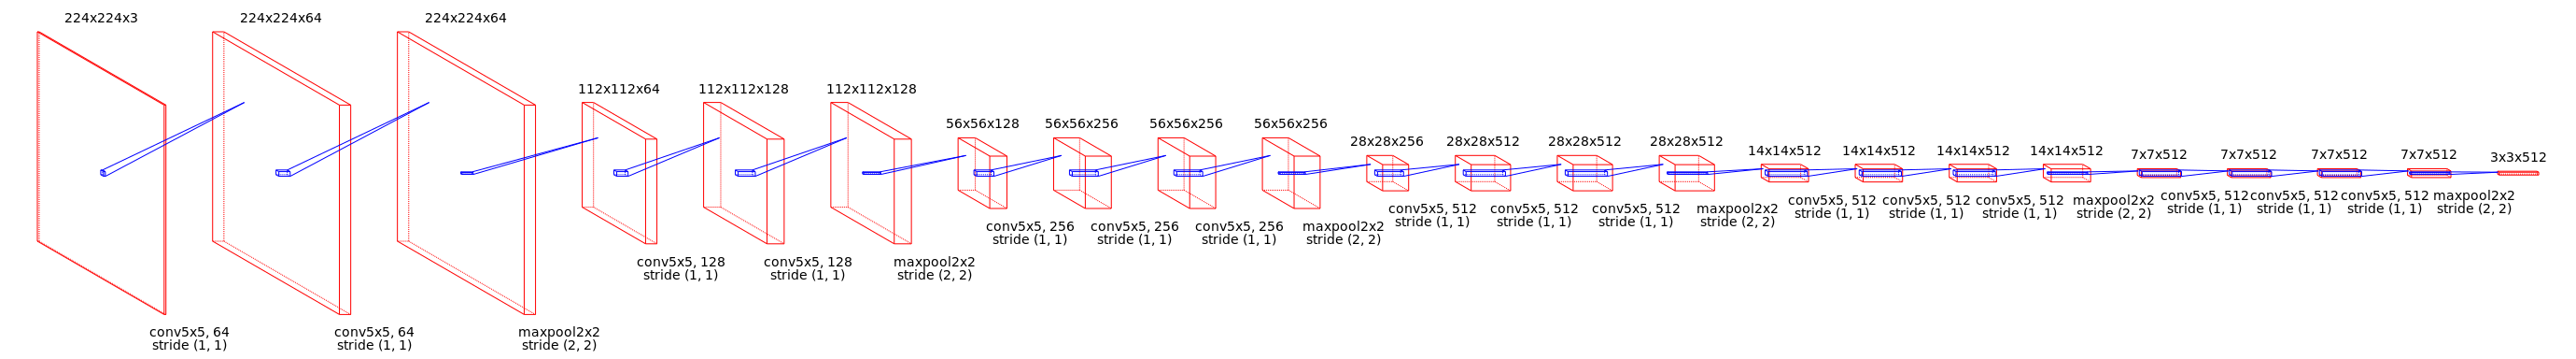 224x224x3
224x224x64
224x224x64
112x112x64
112x112x128
112x112x128
56x56x128
56x56x256
56x56x256
56x56x256
28x28x256
28x28x512
28x28x512
28x28x512
14x14x512
14x14x512
14x14x512
14x14x512
7x7x512
7x7x512
7x7x512
7x7x512
3x3x512
conv5x5, 64
stride (1, 1)
conv5x5, 64
stride (1, 1)
maxpool2x2
stride (2, 2)
conv5x5, 128
stride (1, 1)
conv5x5, 128
stride (1, 1)
maxpool2x2
stride (2, 2)
conv5x5, 256
stride (1, 1)
conv5x5, 256
stride (1, 1)
conv5x5, 256
stride (1, 1)
maxpool2x2
stride (2, 2)
conv5x5, 512
stride (1, 1)
conv5x5, 512
stride (1, 1)
conv5x5, 512
stride (1, 1)
maxpool2x2
stride (2, 2)
conv5x5, 512
stride (1, 1)
conv5x5, 512
stride (1, 1)
conv5x5, 512
stride (1, 1)
maxpool2x2
stride (2, 2)
conv5x5, 512
stride (1, 1)
conv5x5, 512
stride (1, 1)
conv5x5, 512
stride (1, 1)
maxpool2x2
stride (2, 2)